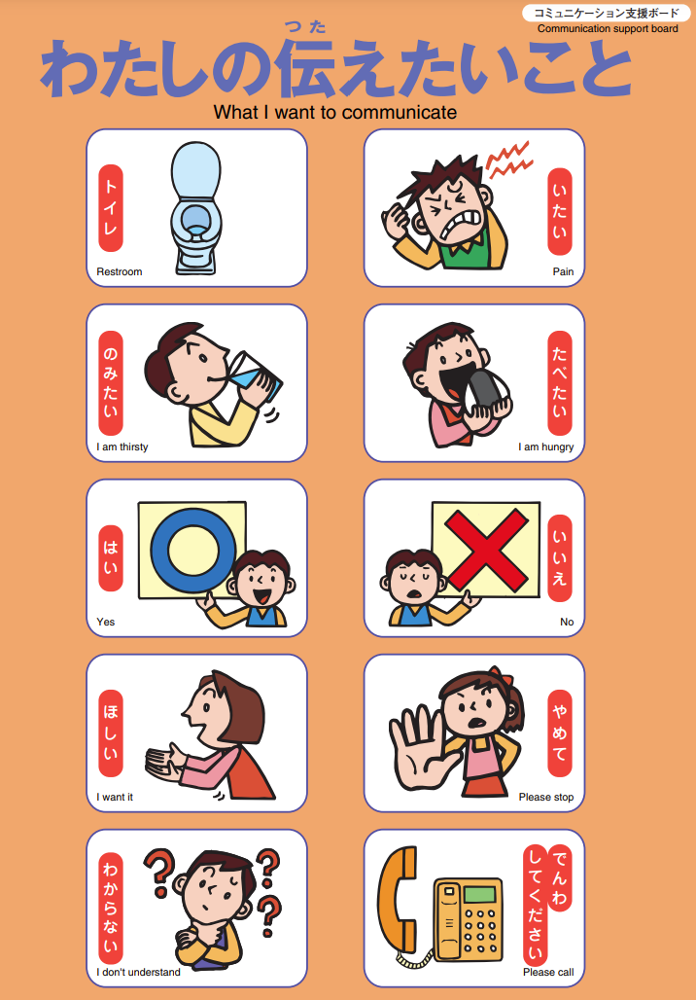 コミュニケーション支援ボード
Communication support board
つた
わたしの伝えたいこと
What I want to communicate
トイレ
Restroom
いたい
Pain
のみたい
I am thirsty
たべたい
I am hungry
はい
Yes
いいえ
No
ほしい
I want it
やめて
Please stop
わからない
I don't understand
でんわ
してください
Please call